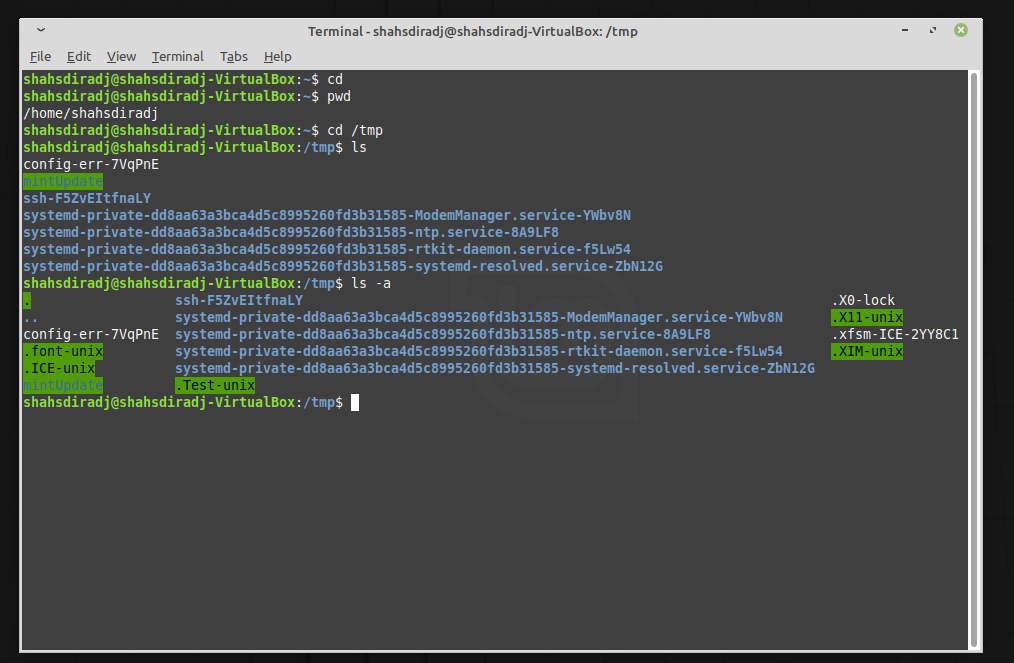 Terminal - shahsdiradj@shahsdiradj-VirtualBox: /tmp
File Edit View Terminal Tabs Help
shahsdiradj@shahsdiradj-VirtualBox:~$ cd
shahsdiradj@shahsdiradj-VirtualBox:~$ pwd
/home/shahsdiradj
shahsdiradj@shahsdiradj-VirtualBox:~$ cd /tmp
shahsdiradj@shahsdiradj-VirtualBox:/tmp$ ls
config-err-7VqPnE
mintUpdate
ssh-F5ZvEItfnaLY
systemd-private-dd8aa63a3bca4d5c8995260fd3b31585-ModemManager.service-YWbv8N
systemd-private-dd8aa63a3bca4d5c8995260fd3b31585-ntp.service-8A9LF8
systemd-private-dd8aa63a3bca4d5c8995260fd3b31585-rtkit-daemon.service-f5Lw54
systemd-private-dd8aa63a3bca4d5c8995260fd3b31585-systemd-resolved.service-ZbN12G
shahsdiradj@shahsdiradj-VirtualBox:/tmp$ ls -a
. ssh-F5ZvEItfnaLY .X0-lock
.. systemd-private-dd8aa63a3bca4d5c8995260fd3b31585-ModemManager.service-YWbv8N .X11-unix
config-err-7VqPnE systemd-private-dd8aa63a3bca4d5c8995260fd3b31585-ntp.service-8A9LF8 .xfsm-ICE-2YY8C1
.font-unix systemd-private-dd8aa63a3bca4d5c8995260fd3b31585-rtkit-daemon.service-f5Lw54 .XIM-unix
.ICE-unix systemd-private-dd8aa63a3bca4d5c8995260fd3b31585-systemd-resolved.service-ZbN12G
mintUpdate .Test-unix
shahsdiradj@shahsdiradj-VirtualBox:/tmp$